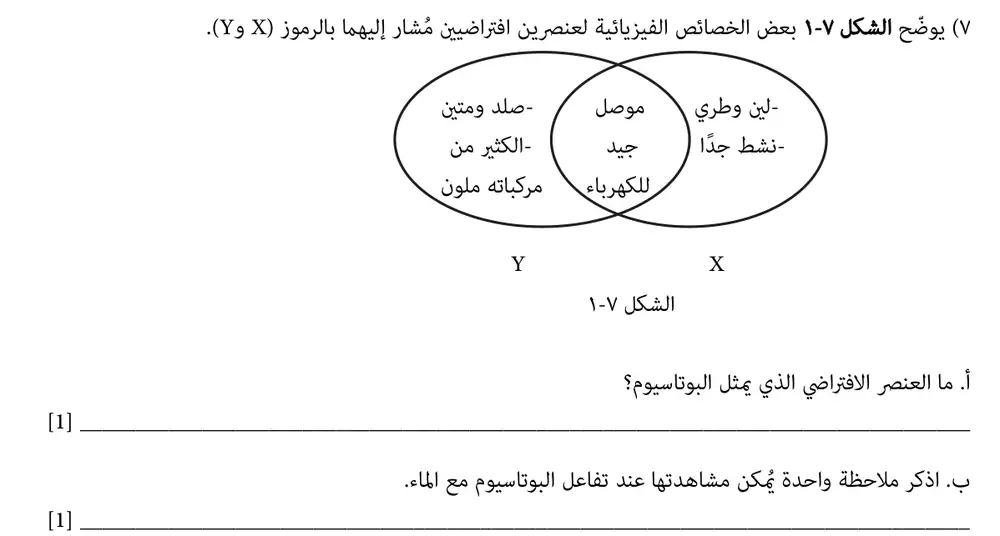 ٧) يوضّح الشكل ٧-١ بعض الخصائص الفيزيائية لعنصرين افتراضيين مُشار إليهما بالرموز (X وY).
-لين وطري
-نشط جدًا
موصل
جيد
للكهرباء
-صلد ومتين
-الكثير من
مركباته ملون
X
Y
الشكل ٧-١
أ. ما العنصر الافتراضي الذي يمثل البوتاسيوم؟
[1]
ب. اذكر ملاحظة واحدة يُمكن مشاهدتها عند تفاعل البوتاسيوم مع الماء.
[1]